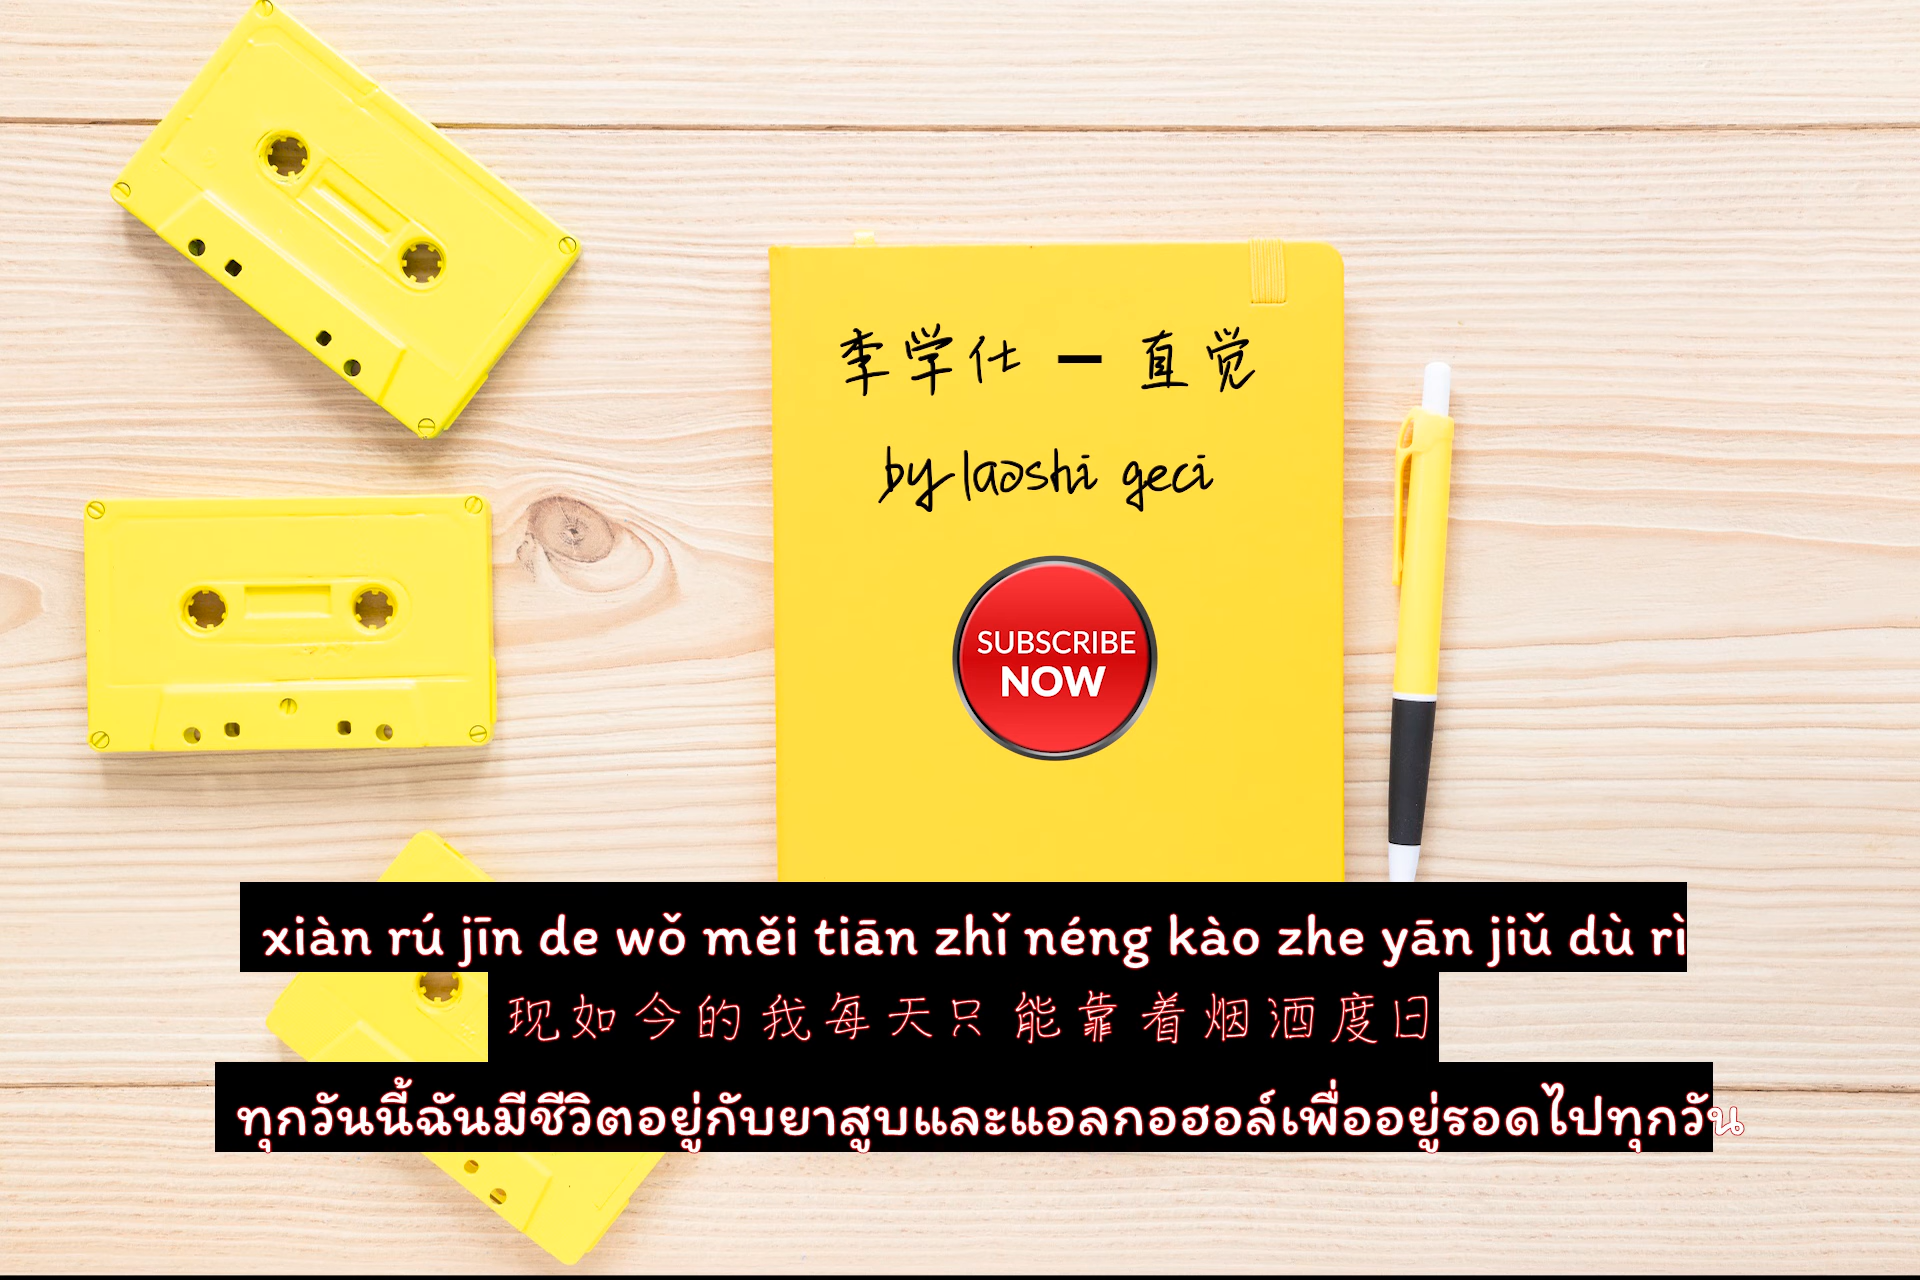 李学仕 - 直觉
by laoshi geci
SUBSCRIBE
NOW
xiàn rú jīn de wǒ měi tiān zhǐ néng kào zhe yān jiǔ dù rì
现如今的我每天只能靠着烟酒度日
ทุกวันนี้ฉันมีชีวิตอยู่กับยาสูบและแอลกอฮอล์เพื่ออยู่รอดไปทุกวัน